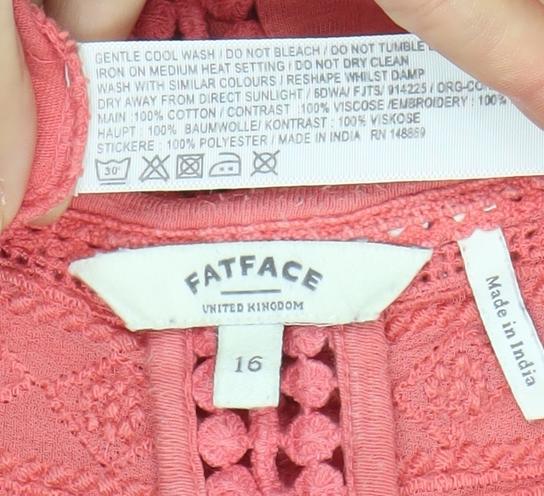 GENTLE COOL WASH / DO NOT BLEACH / DO NOT TUMBLE
IRON ON MEDIUM HEAT SETTING / DO NOT DRY CLEAN
WASH WITH SIMILAR COLOURS / RESHAPE WHILST DAMP
DRY AWAY FROM DIRECT SUNLIGHT / 5DWA/ FJTS/ 914225 / ORG-CO
MAIN :100% COTTON / CONTRAST :100% VISCOSE /EMBROIDERY : 100%
HAUPT : 100% BAUMWOLLE/ KONTRAST : 100% VISKOSE
STICKERE : 100% POLYESTER / MADE IN INDIA RN 148869
30°
FATFACE
UNITED KINGDOM
16
Made in India